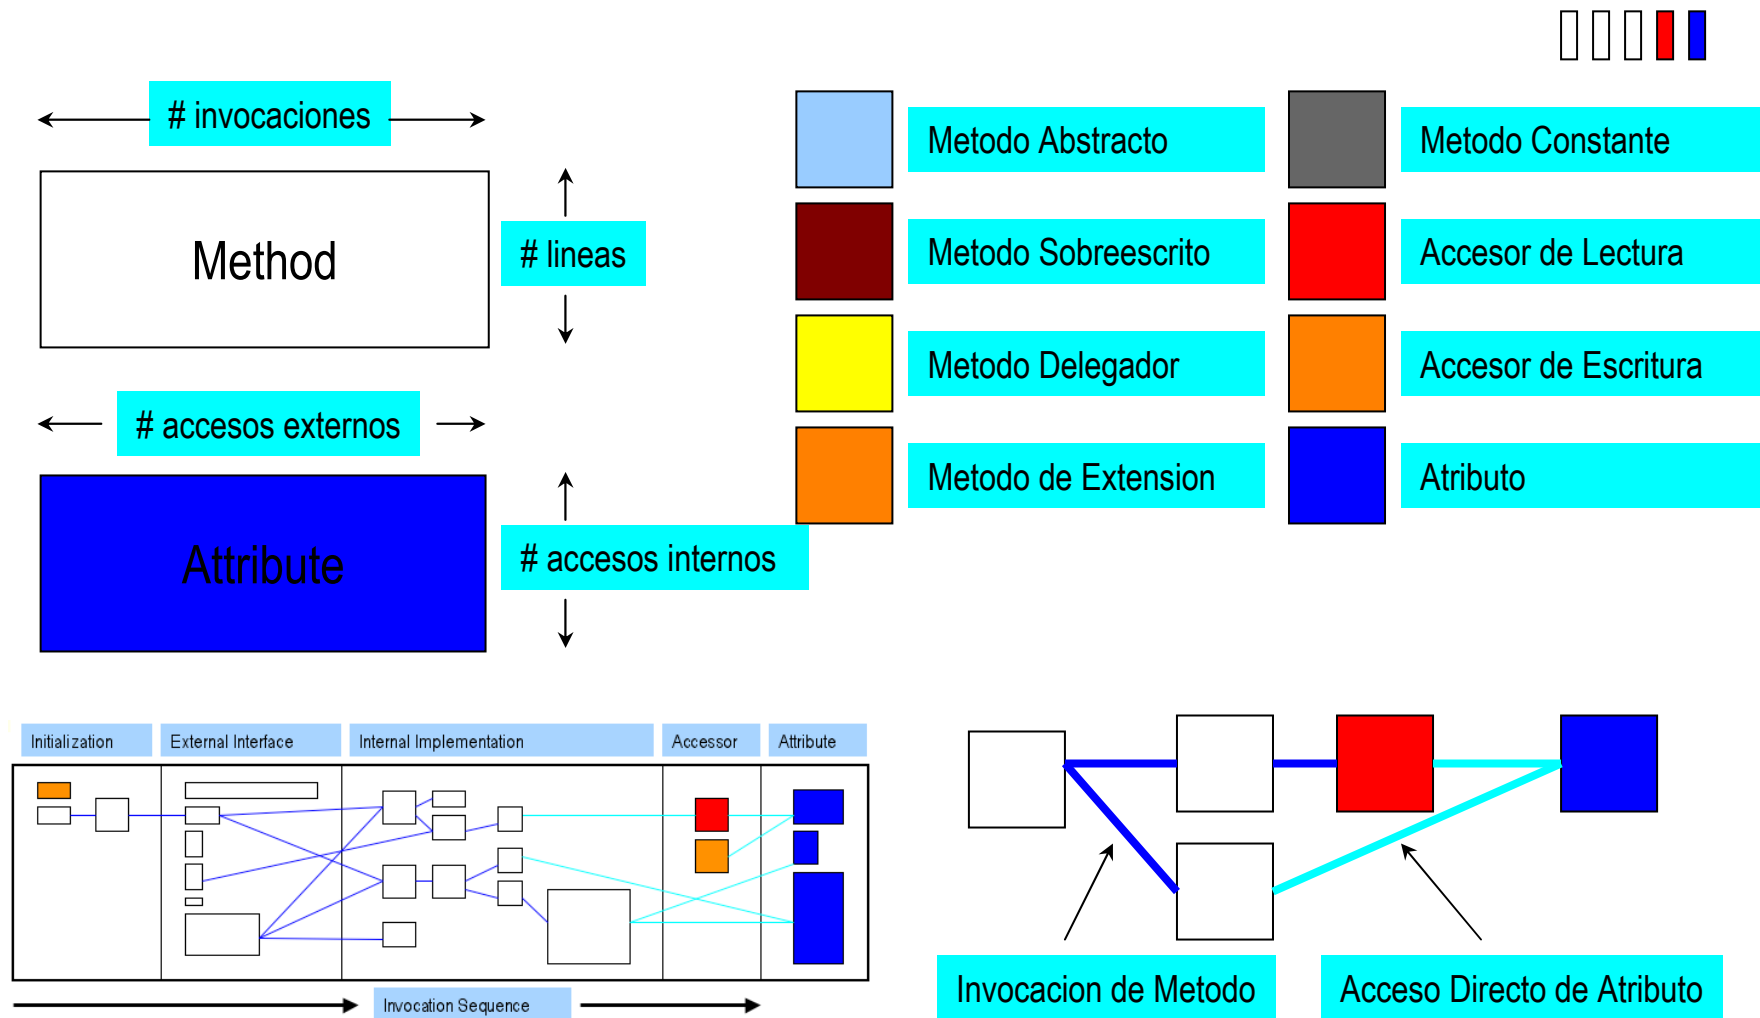 # invocaciones
Method
# lineas
# accesos externos
Attribute
# accesos internos
Metodo Abstracto
Metodo Constante
Metodo Sobreescrito
Accesor de Lectura
Metodo Delegador
Accesor de Escritura
Metodo de Extension
Atributo
Initialization
External Interface
Internal Implementation
Accessor
Attribute
Invocation Sequence
Invocacion de Metodo
Acceso Directo de Atributo